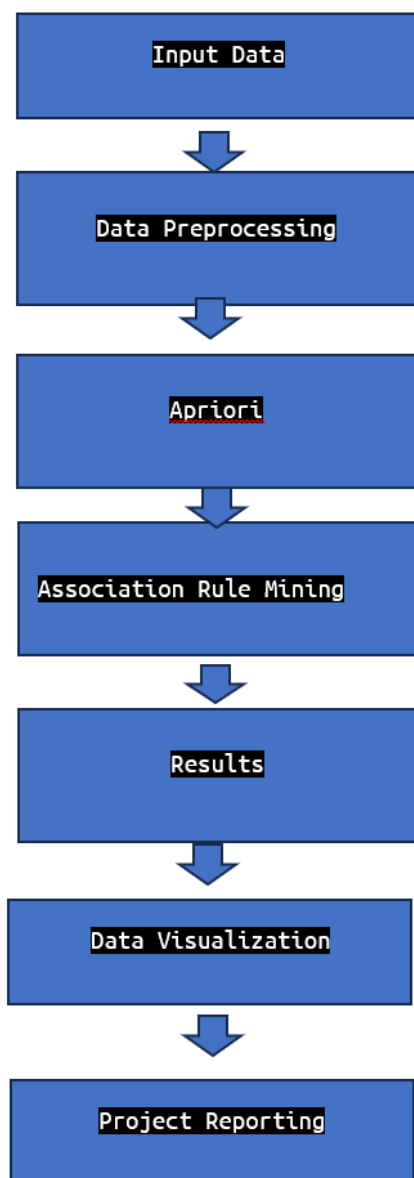 Input Data
Data Preprocessing
Apriori
Association Rule Mining
Results
Data Visualization
Project Reporting